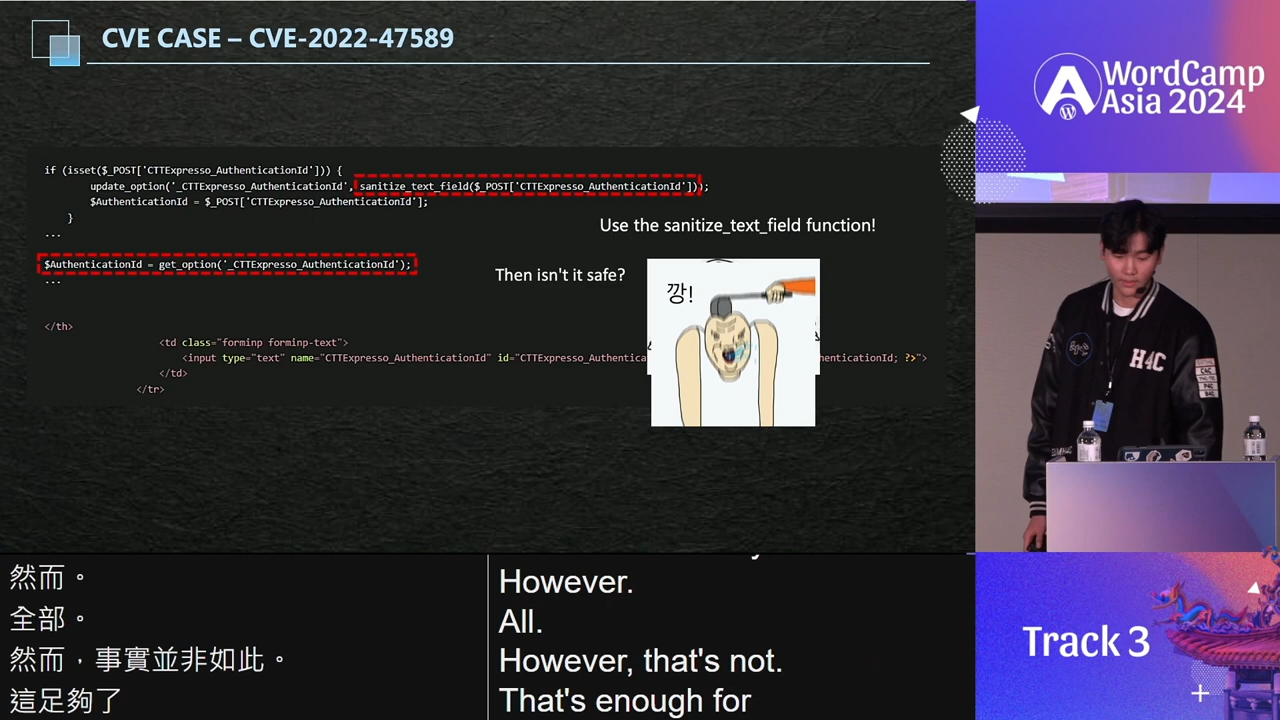 CVE CASE – CVE-2022-47589
if (isset($_POST['CTTExpresso_AuthenticationId'])) {
update_option('_CTTExpresso_AuthenticationId', sanitize_text_field($_POST['CTTExpresso_AuthenticationId']));
$AuthenticationId = $_POST['CTTExpresso_AuthenticationId'];
}
...
Use the sanitize_text_field function!
$AuthenticationId = get_option('_CTTExpresso_AuthenticationId');
Then isn't it safe?
...
깡!
</th>
<td class="forminp forminp-text">
<input type="text" name="CTTExpresso_AuthenticationId" id="CTTExpresso_Authentica
henticationId; ?>">
</td>
</tr>
然而。
全部。
然而，事實並非如此。
這足夠了
However.
All.
However, that's not.
That's enough for
WordCamp
Asia 2024
H4C
Track 3